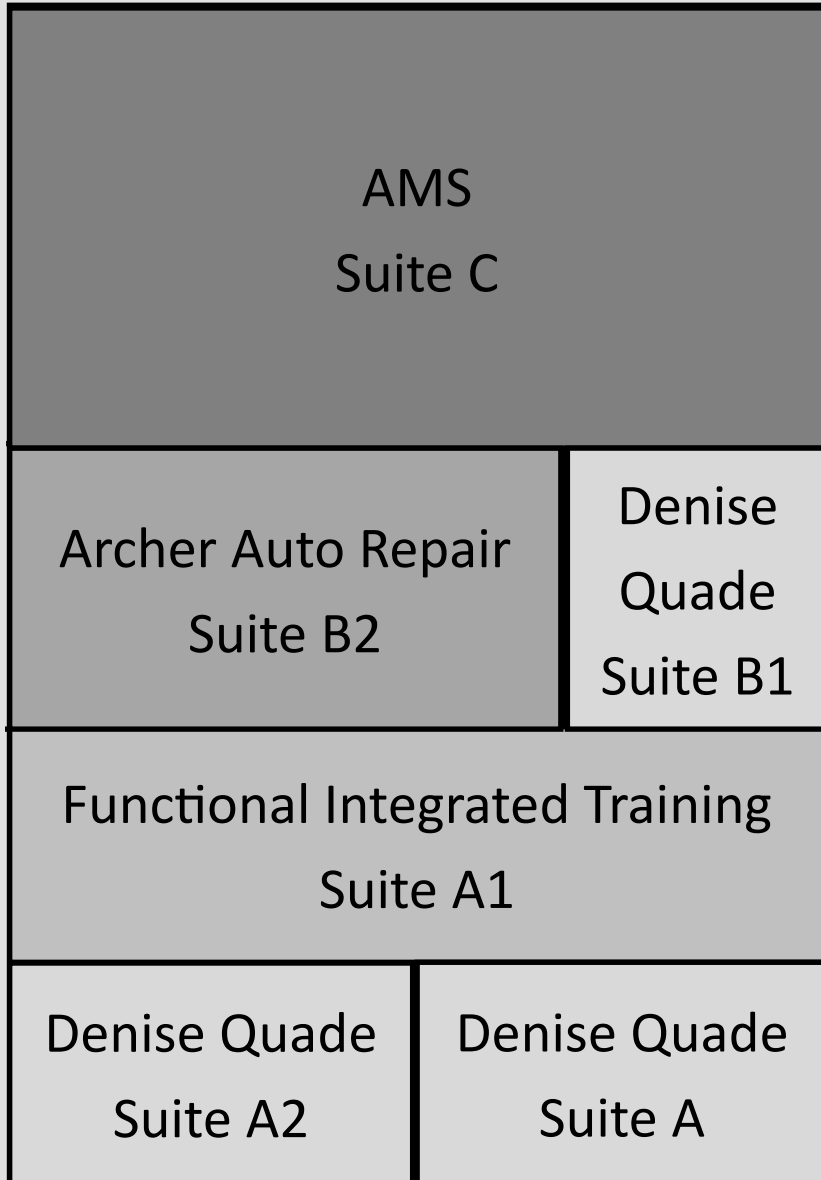 AMS
Suite C
Archer Auto Repair
Suite B2
Denise
Quade
Suite B1
Functional Integrated Training
Suite A1
Denise Quade
Suite A2
Denise Quade
Suite A